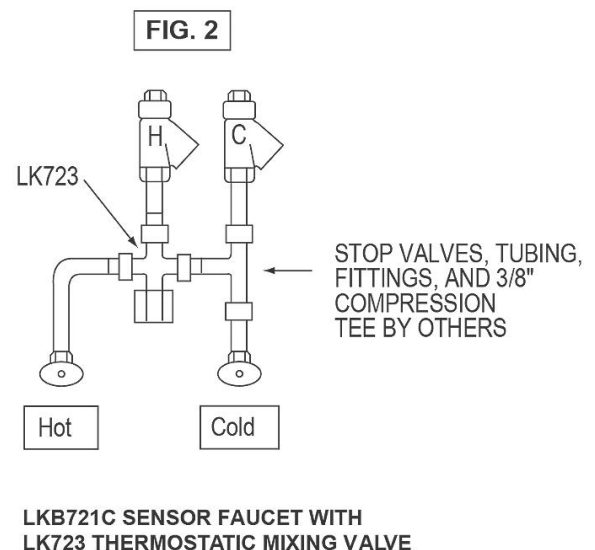 FIG. 2
H
C
LK723
STOP VALVES, TUBING,
FITTINGS, AND 3/8"
COMPRESSION
TEE BY OTHERS
Hot
Cold
LKB721C SENSOR FAUCET WITH
LK723 THERMOSTATIC MIXING VALVE